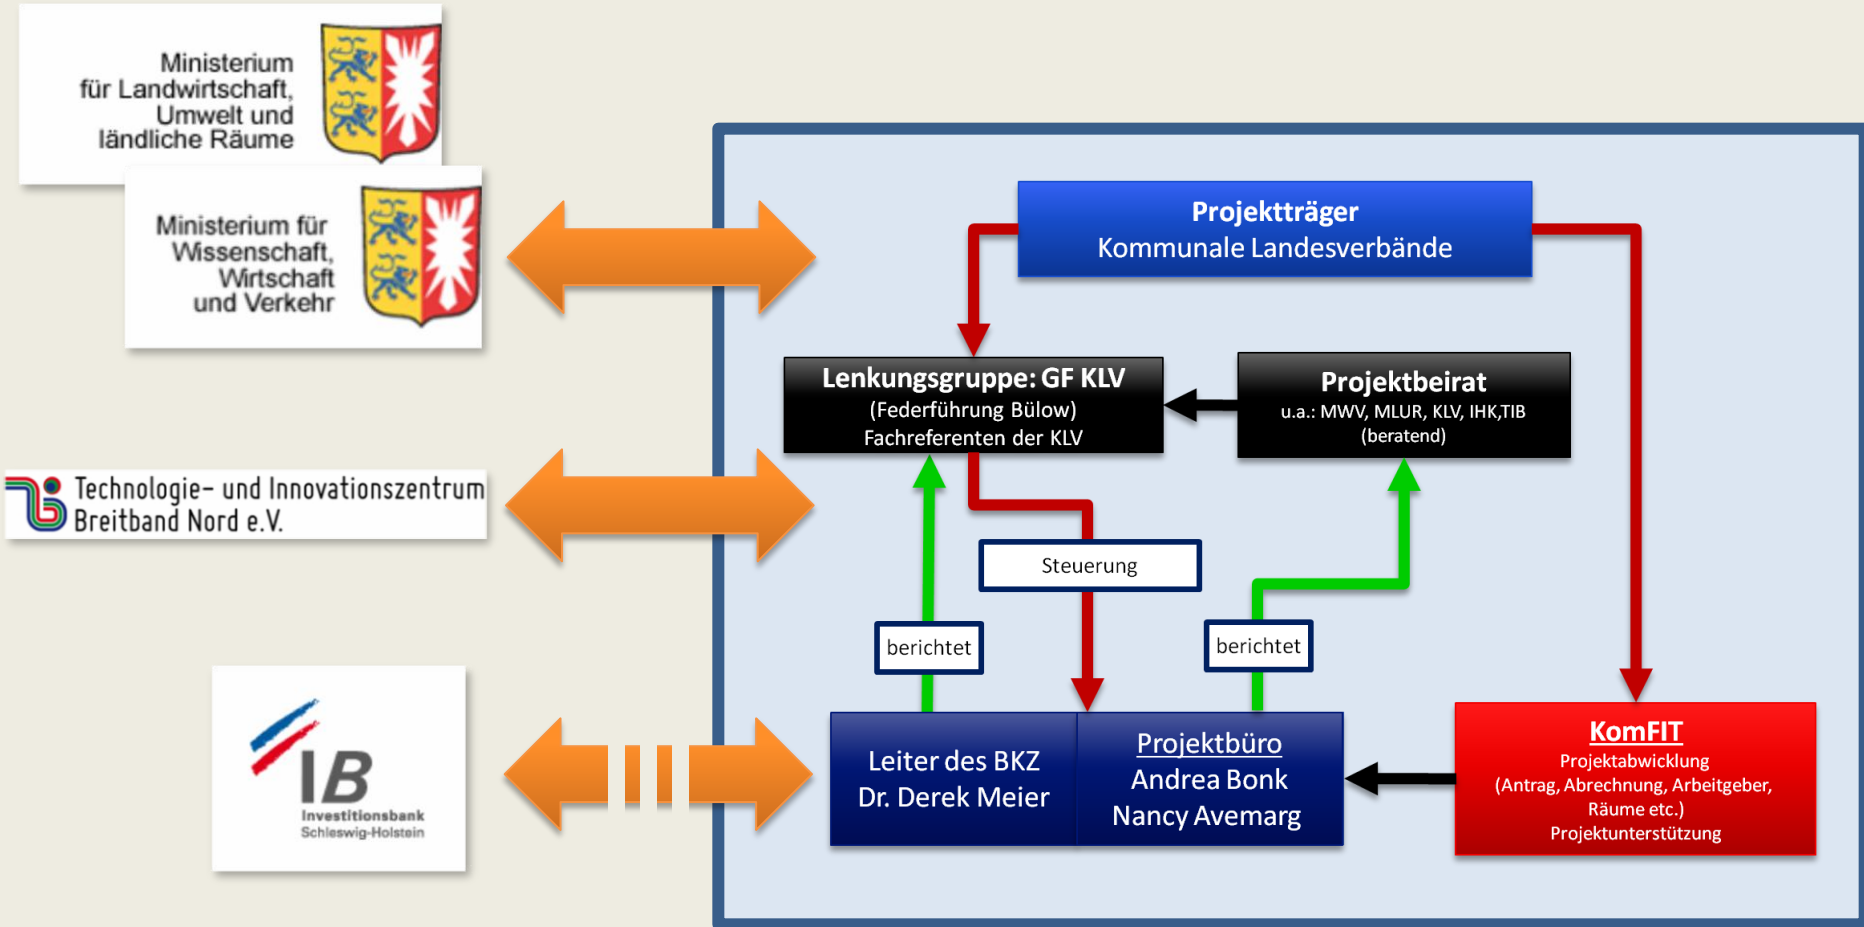 Ministerium
für Landwirtschaft,
Umwelt und
ländliche Räume
Ministerium für
Wissenschaft,
Wirtschaft
und Verkehr
Technologie- und Innovationszentrum
Breitband Nord e.V.
IB
Investitionsbank
Schleswig-Holstein
Projektträger
Kommunale Landesverbände
Lenkungsgruppe: GF KLV
(Federführung Bülow)
Fachreferenten der KLV
Projektbeirat
u.a.: MWV, MLUR, KLV, IHK,TIB
(beratend)
Steuerung
berichtet
berichtet
Leiter des BKZ
Dr. Derek Meier
Projektbüro
Andrea Bonk
Nancy Avemarg
KomFIT
Projektabwicklung
(Antrag, Abrechnung, Arbeitgeber,
Räume etc.)
Projektunterstützung